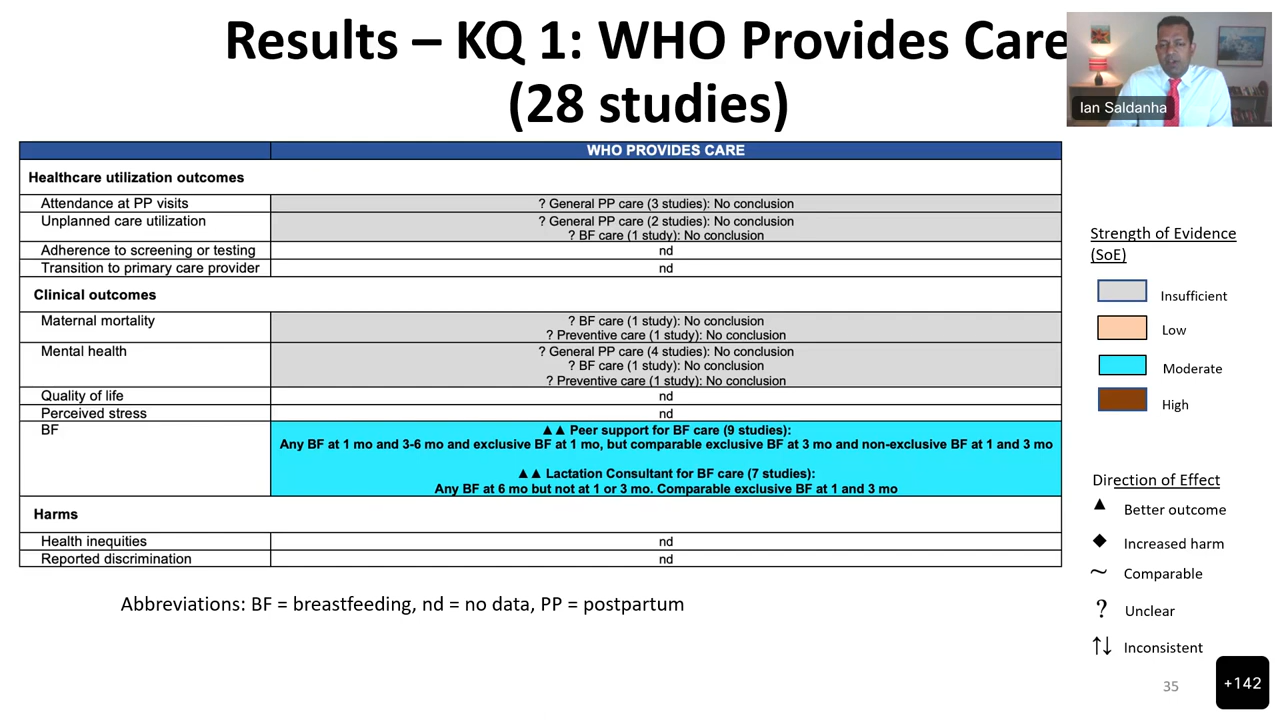 Results – KQ 1: WHO Provides Care
(28 studies)
Ian Saldanha
WHO PROVIDES CARE
Healthcare utilization outcomes
Attendance at PP visits ? General PP care (3 studies): No conclusion
Unplanned care utilization ? General PP care (2 studies): No conclusion
? BF care (1 study): No conclusion
Adherence to screening or testing nd
Transition to primary care provider nd
Clinical outcomes
Maternal mortality ? BF care (1 study): No conclusion
? Preventive care (1 study): No conclusion
Mental health ? General PP care (4 studies): No conclusion
? BF care (1 study): No conclusion
? Preventive care (1 study): No conclusion
Quality of life nd
Perceived stress nd
BF ▲▲ Peer support for BF care (9 studies):
Any BF at 1 mo and 3-6 mo and exclusive BF at 1 mo, but comparable exclusive BF at 3 mo and non-exclusive BF at 1 and 3 mo
▲▲ Lactation Consultant for BF care (7 studies):
Any BF at 6 mo but not at 1 or 3 mo. Comparable exclusive BF at 1 and 3 mo
Harms
Health inequities nd
Reported discrimination nd
Abbreviations: BF = breastfeeding, nd = no data, PP = postpartum
Strength of Evidence
(SoE)
Insufficient
Low
Moderate
High
Direction of Effect
▲ Better outcome
◆ Increased harm
~ Comparable
? Unclear
↑↓ Inconsistent
35
+142